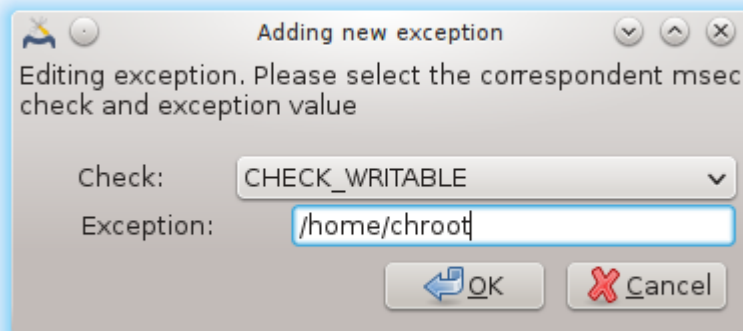 Adding new exception
Editing exception. Please select the correspondent msec
check and exception value
Check: CHECK_WRITABLE
Exception: /home/chroot
OK Cancel